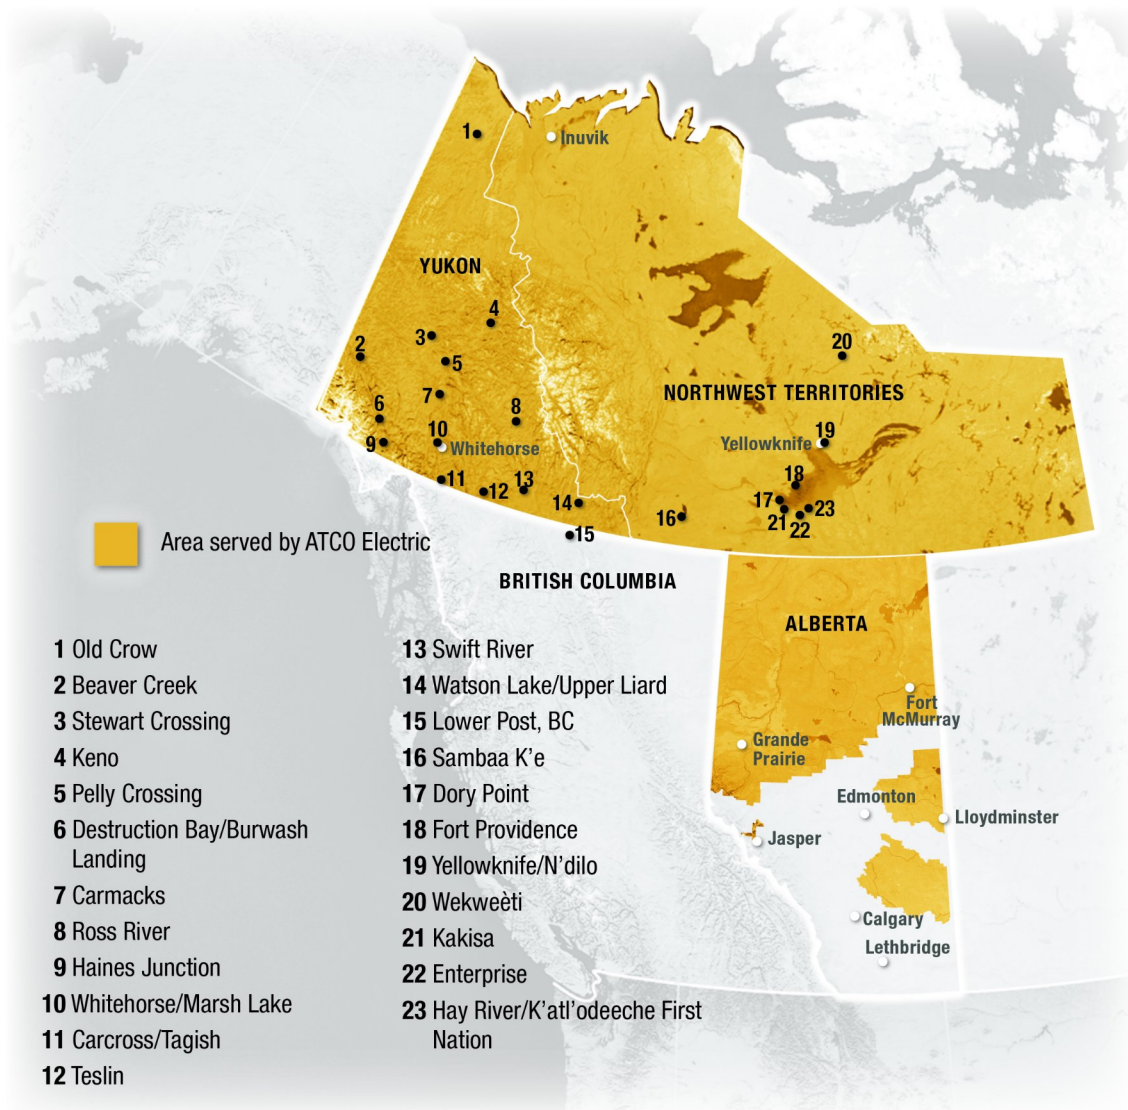 1
Inuvik
YUKON
4
3
2
5
20
7
NORTHWEST TERRITORIES
6
8
9
10
Whitehorse
Yellowknife
19
11
12
13
14
18
17
16
21
22
23
15
Area served by ATCO Electric
BRITISH COLUMBIA
ALBERTA
Fort
McMurray
Grande
Prairie
Edmonton
Lloydminster
Jasper
Calgary
Lethbridge
1 Old Crow
2 Beaver Creek
3 Stewart Crossing
4 Keno
5 Pelly Crossing
6 Destruction Bay/Burwash
Landing
7 Carmacks
8 Ross River
9 Haines Junction
10 Whitehorse/Marsh Lake
11 Carcross/Tagish
12 Teslin
13 Swift River
14 Watson Lake/Upper Liard
15 Lower Post, BC
16 Sambaa K’e
17 Dory Point
18 Fort Providence
19 Yellowknife/N’dilo
20 Wekweèti
21 Kakisa
22 Enterprise
23 Hay River/K’atl’odeeche First
Nation